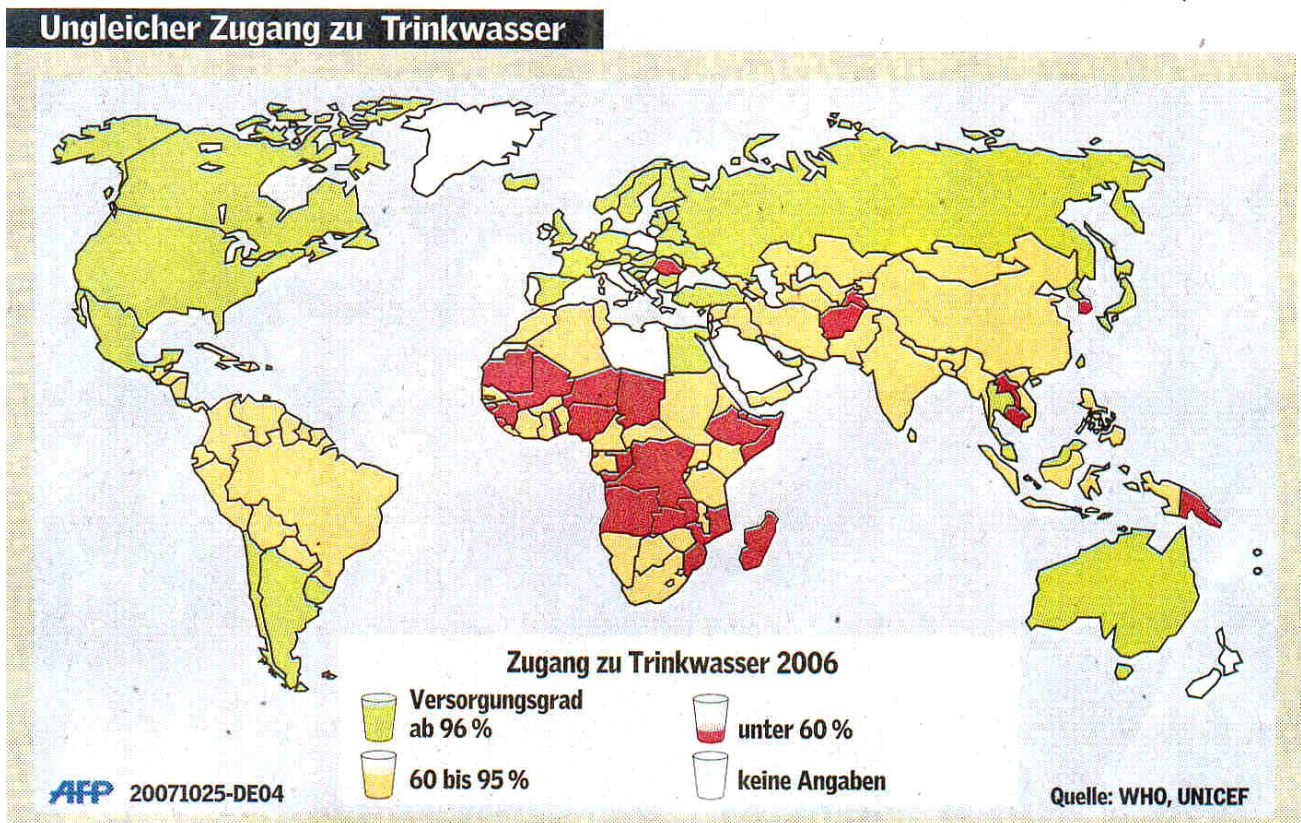 Ungleicher Zugang zu Trinkwasser
Zugang zu Trinkwasser 2006
Versorgungsgrad
ab 96 %
unter 60 %
60 bis 95 %
keine Angaben
AFP 20071025-DE04
Quelle: WHO, UNICEF